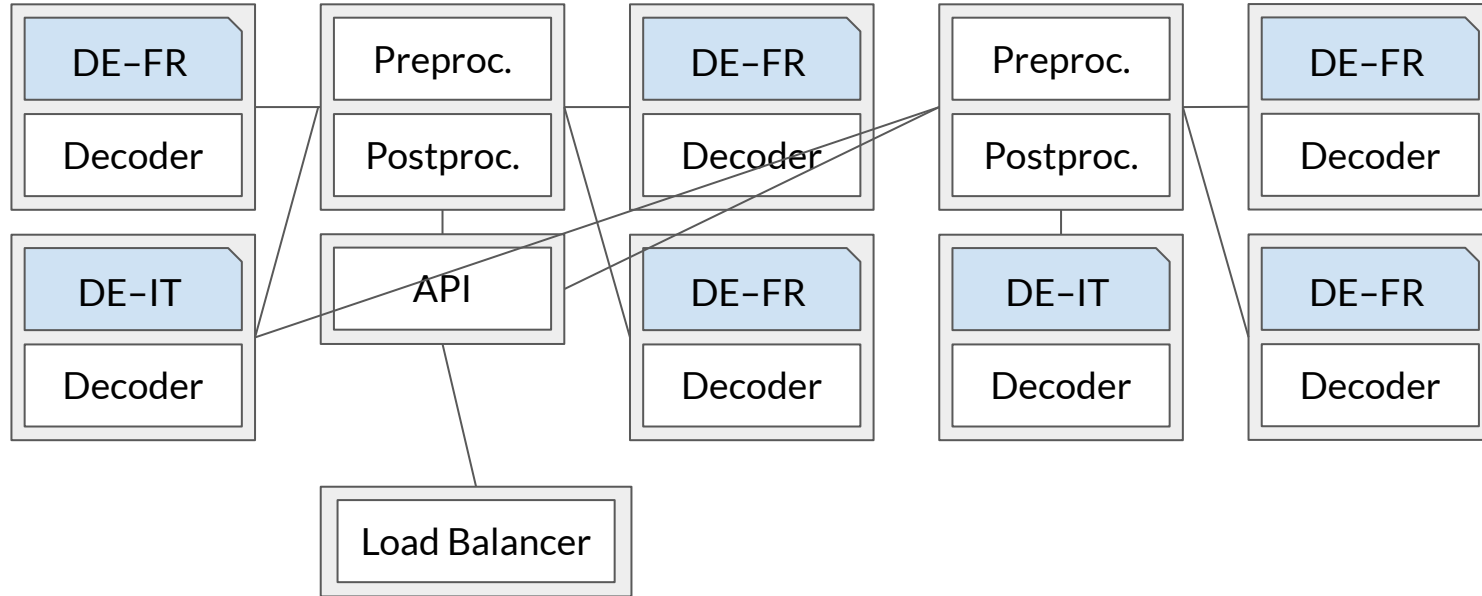 DE–FR
Decoder
Preproc.
Postproc.
DE–FR
Decoder
Preproc.
Postproc.
DE–FR
Decoder
DE–IT
Decoder
API
DE–FR
Decoder
DE–IT
Decoder
DE–FR
Decoder
Load Balancer